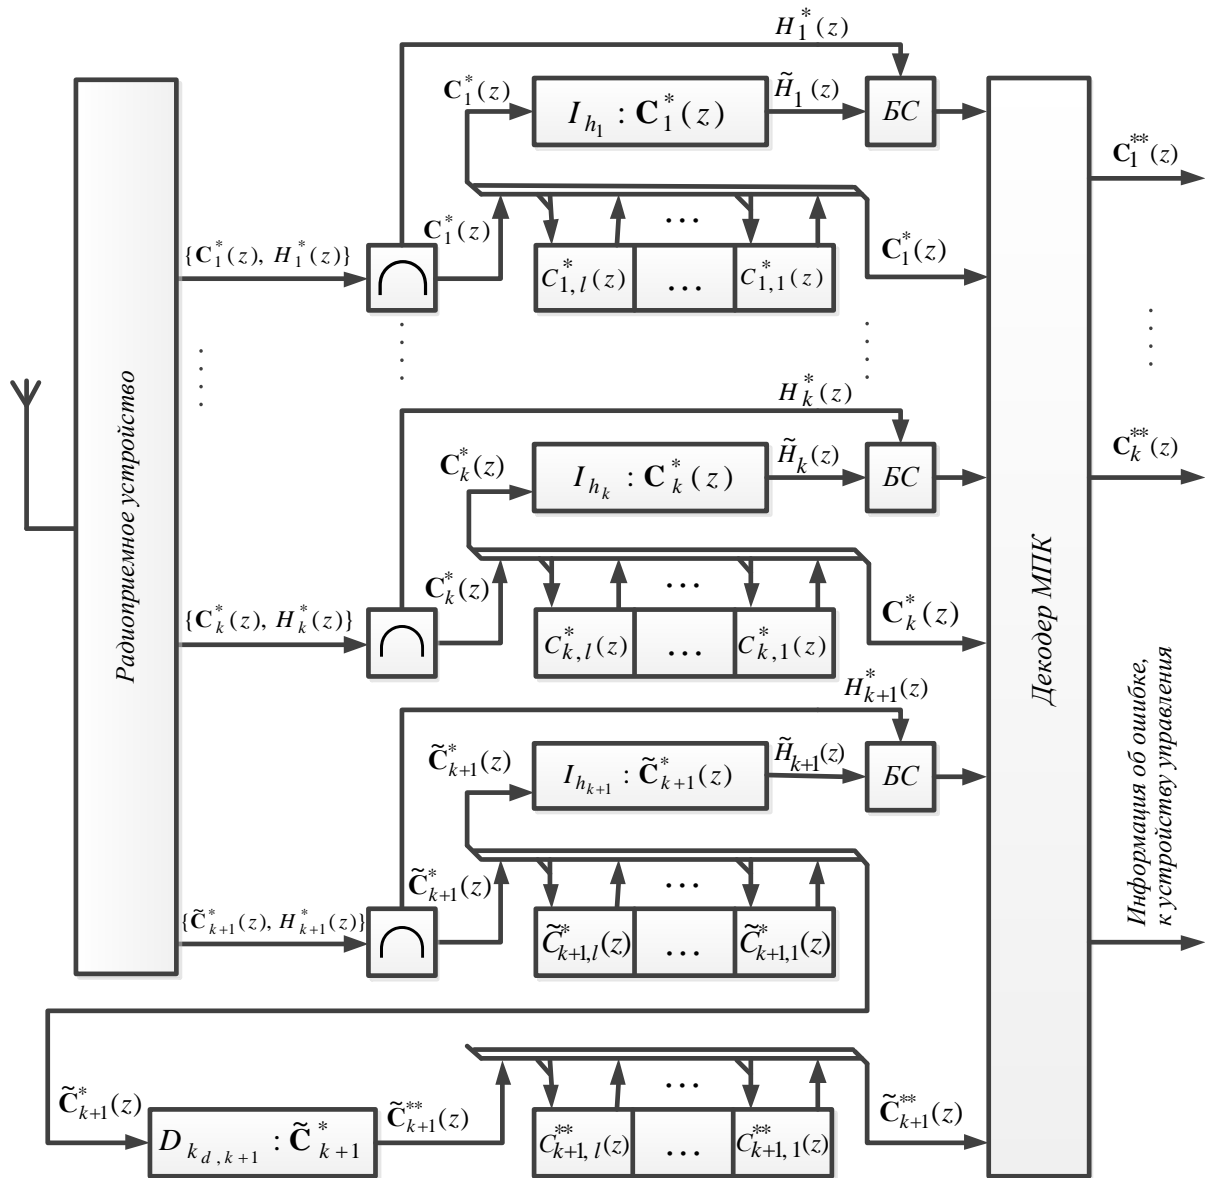 H₁*(z)
C₁*(z)
I_{h₁} : C₁*(z)
H̃₁(z)
БС
C₁**(z)
C₁*(z)
{C₁*(z), H₁*(z)}
...
C₁*(z)
C*_{1, l}(z)
...
C*_{1, 1}(z)
Радиоприемное устройство
H_k*(z)
C_k*(z)
I_{h_k} : C_k*(z)
H̃_k(z)
БС
C_k**(z)
C_k*(z)
{C_k*(z), H_k*(z)}
...
C_k*(z)
C*_{k, l}(z)
...
C*_{k, 1}(z)
Декодер МПК
H*_{k+1}(z)
C̃*_{k+1}(z)
I_{h_{k+1}} : C̃*_{k+1}(z)
H̃_{k+1}(z)
БС
Информация об ошибке,
к устройству управления
C̃*_{k+1}(z)
{C̃*_{k+1}(z), H*_{k+1}(z)}
...
C̃*_{k+1,l}(z)
...
C̃*_{k+1,1}(z)
C̃*_{k+1}(z)
D_{k_{d, k+1}} : C̃*_{k+1}
C̃**_{k+1}(z)
...
C**_{k+1, l}(z)
...
C**_{k+1, 1}(z)
C̃**_{k+1}(z)